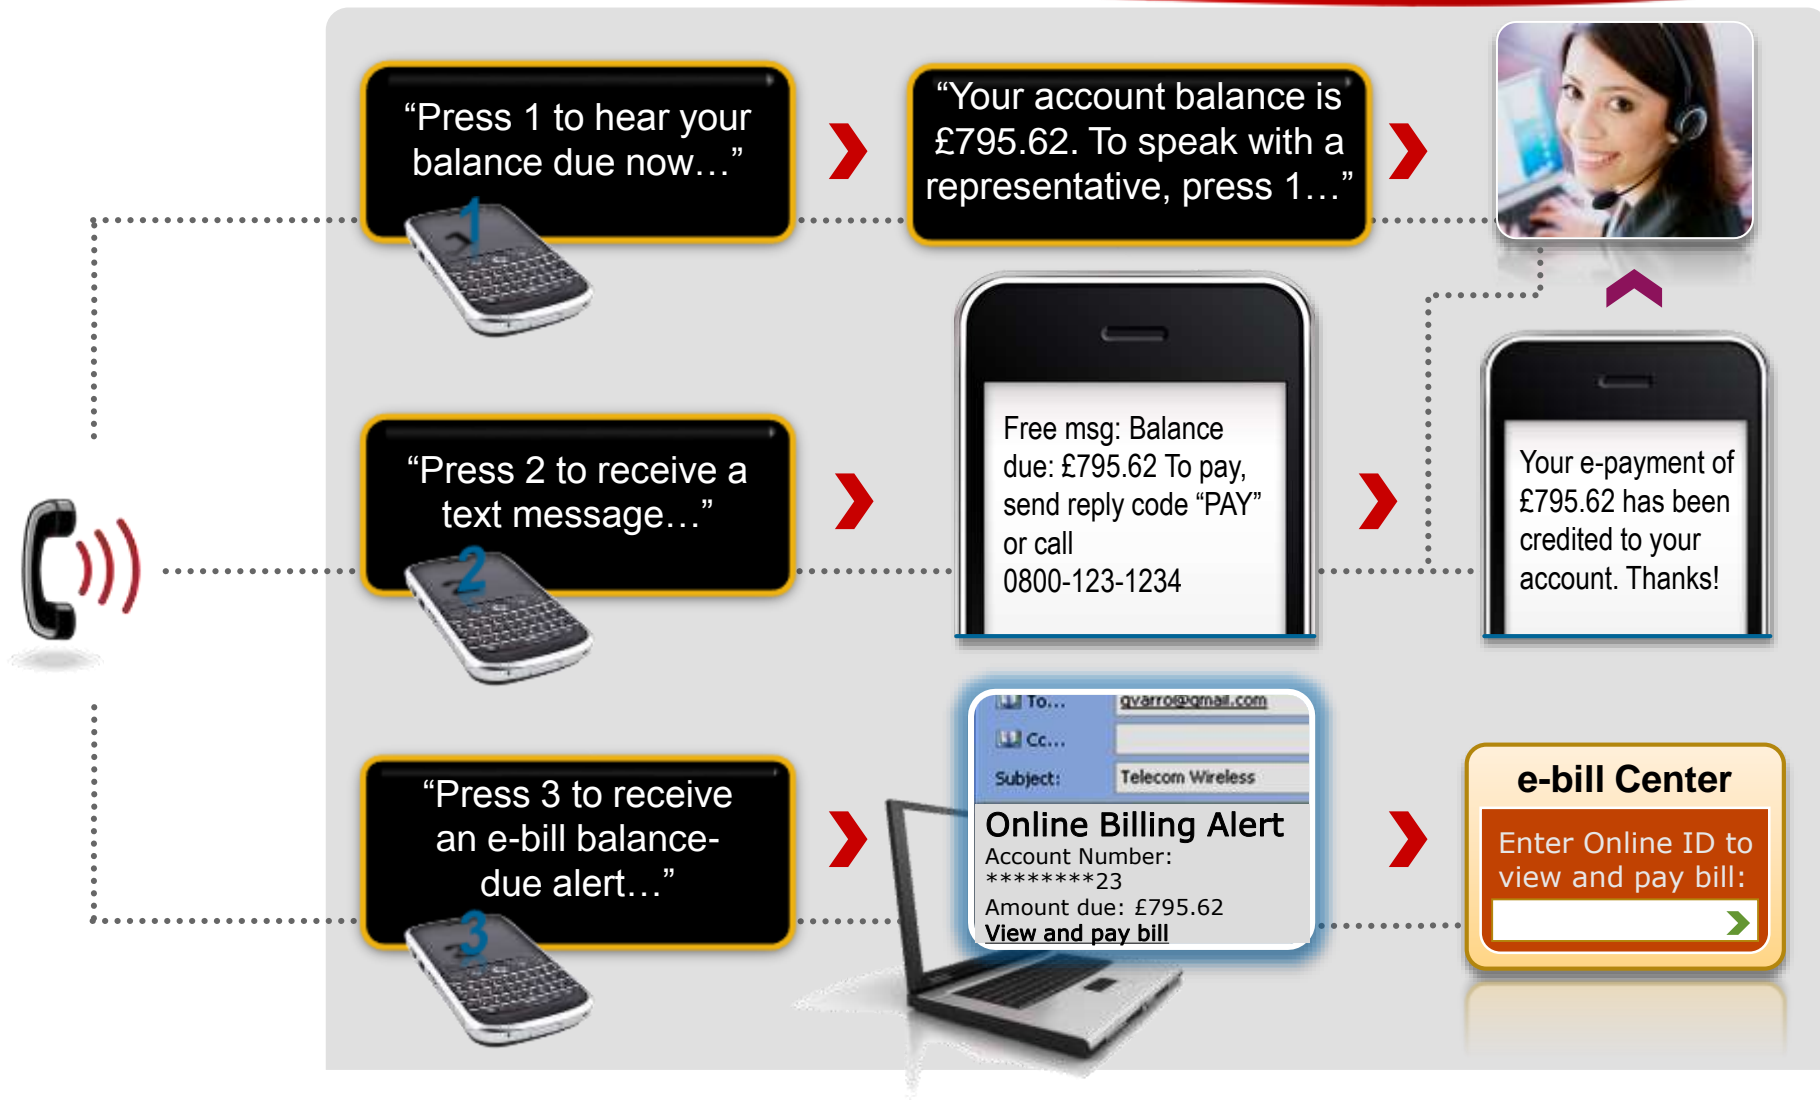 “Press 1 to hear your
balance due now…”
1
“Your account balance is
£795.62. To speak with a
representative, press 1…”
“Press 2 to receive a
text message…”
2
Free msg: Balance
due: £795.62 To pay,
send reply code “PAY”
or call
0800-123-1234
Your e-payment of
£795.62 has been
credited to your
account. Thanks!
“Press 3 to receive
an e-bill balance-
due alert…”
3
To... gvarro@gmail.com
Cc...
Subject: Telecom Wireless
Online Billing Alert
Account Number:
********23
Amount due: £795.62
View and pay bill
e-bill Center
Enter Online ID to
view and pay bill: